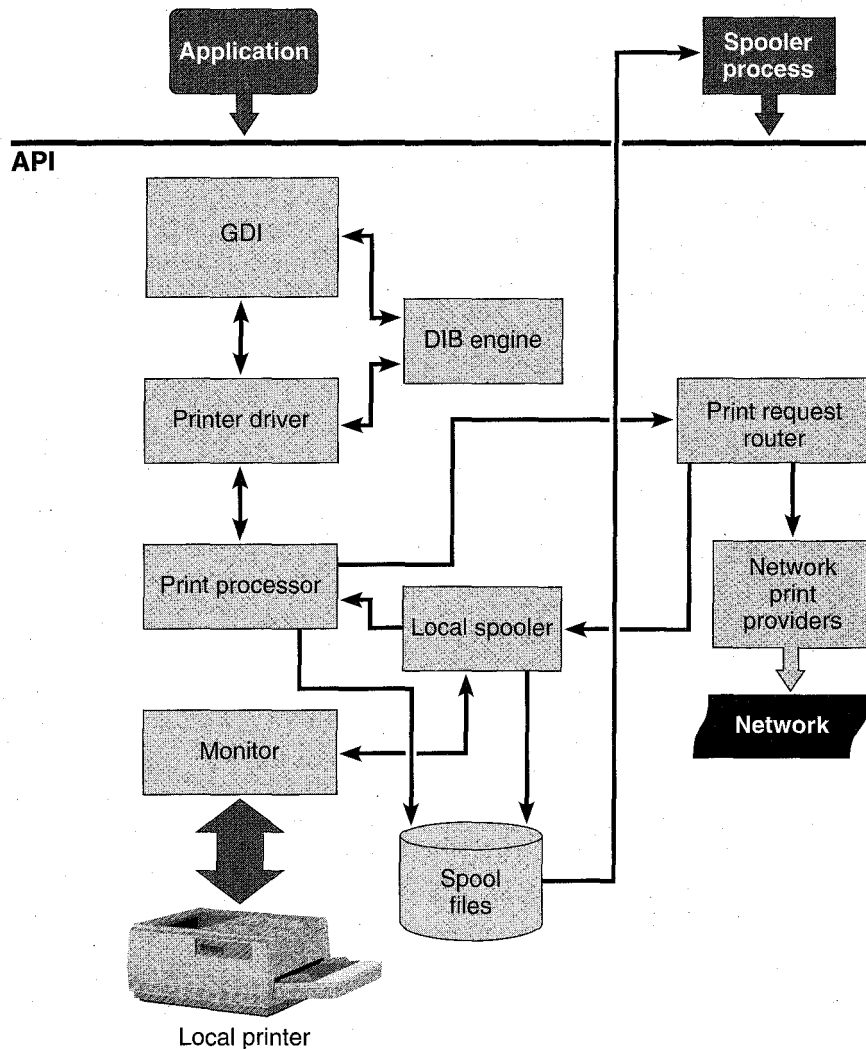 Application
Spooler
process
API
GDI
DIB engine
Printer driver
Print request
router
Print processor
Local spooler
Network
print
providers
Monitor
Network
Spool
files
Local printer